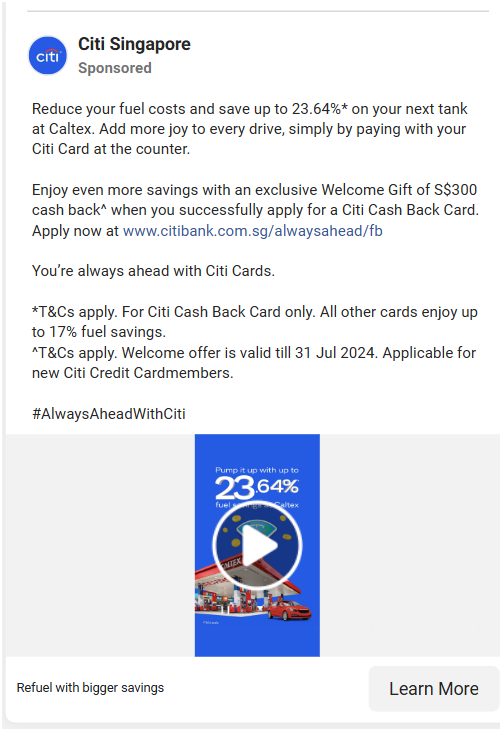 citi
Citi Singapore
Sponsored
Reduce your fuel costs and save up to 23.64%* on your next tank
at Caltex. Add more joy to every drive, simply by paying with your
Citi Card at the counter.
Enjoy even more savings with an exclusive Welcome Gift of S$300
cash back^ when you successfully apply for a Citi Cash Back Card.
Apply now at www.citibank.com.sg/alwaysahead/fb
You’re always ahead with Citi Cards.
*T&Cs apply. For Citi Cash Back Card only. All other cards enjoy up
to 17% fuel savings.
^T&Cs apply. Welcome offer is valid till 31 Jul 2024. Applicable for
new Citi Credit Cardmembers.
#AlwaysAheadWithCiti
Pump it up with up to
23.64%*
fuel savings at Caltex
CALTEX
Refuel with bigger savings
Learn More